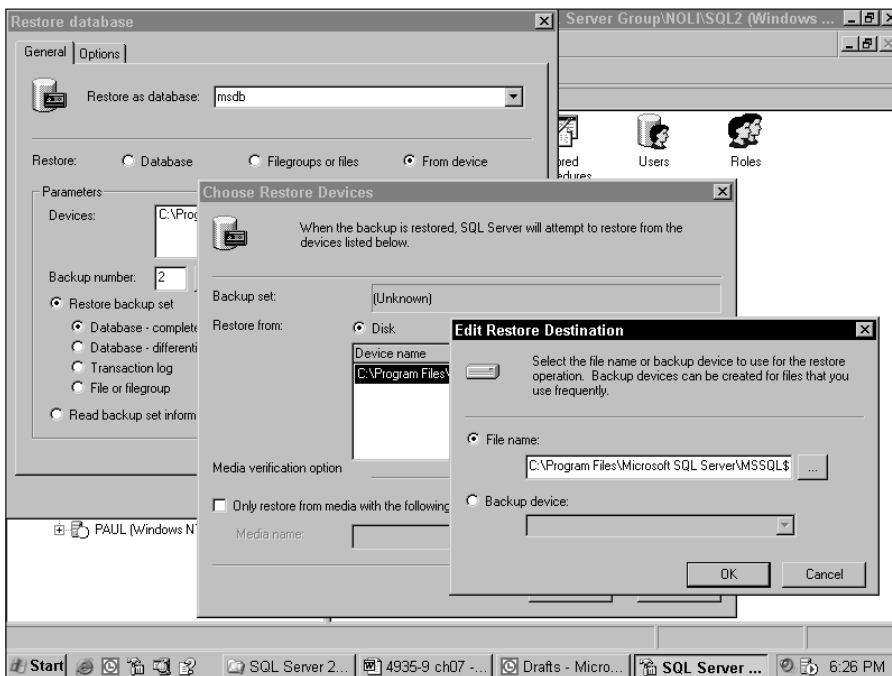 Restore database
Server Group\NOLI\SQL2 (Windows ...
General
Options
Restore as database:
msdb
Users
Roles
Restore:
Database
Filegroups or files
From device
Parameters
Devices:
C:\Prog
Backup number:
2
Restore backup set
Database - complete
Database - differenti
Transaction log
File or filegroup
Read backup set inform
PAUL (Windows N
Choose Restore Devices
When the backup is restored, SQL Server will attempt to restore from the
devices listed below.
Backup set:
(Unknown)
Restore from:
Disk
Device name
C:\Program Files\
Media verification option
Only restore from media with the following
Media name:
Edit Restore Destination
Select the file name or backup device to use for the restore
operation. Backup devices can be created for files that you
use frequently.
File name:
C:\Program Files\Microsoft SQL Server\MSSQL$
...
Backup device:
OK
Cancel
Start
SQL Server 2...
4935-9 ch07 -...
Drafts - Micro...
SQL Server ...
6:26 PM